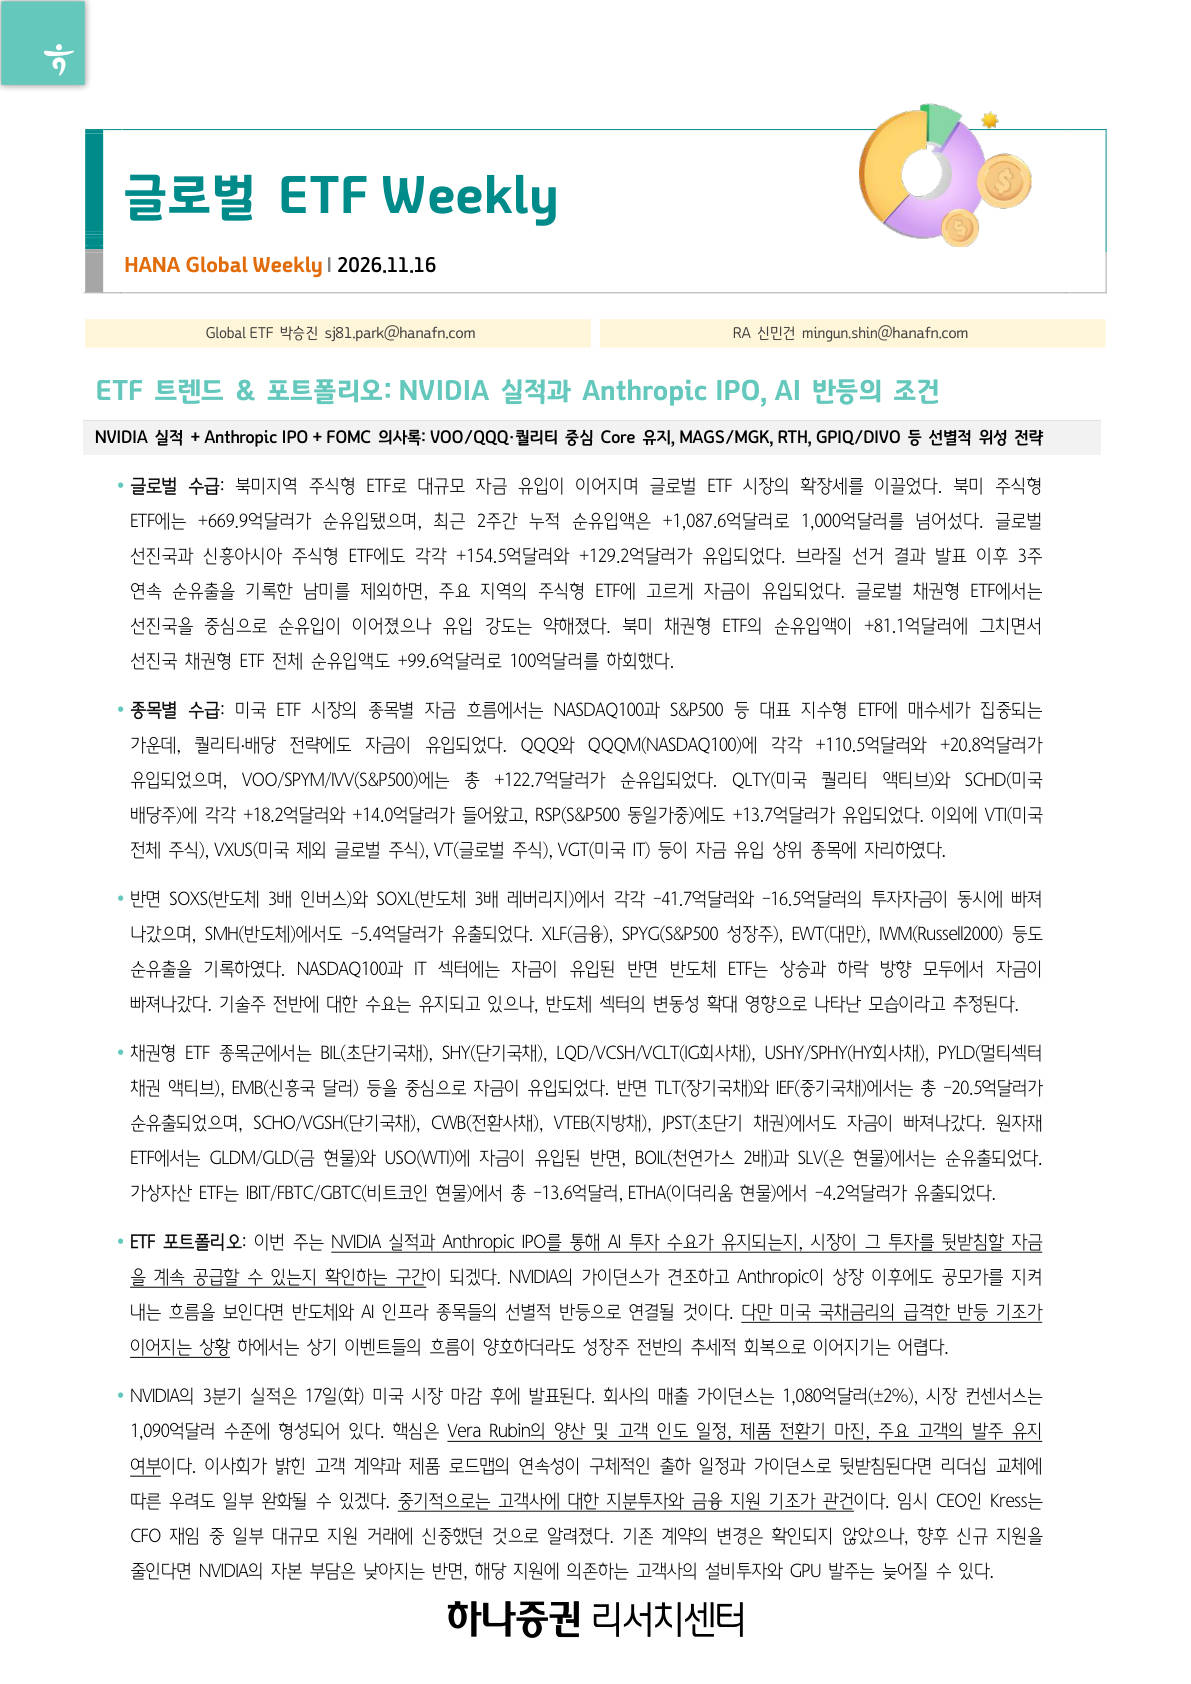 글로벌 ETF Weekly
HANA Global Weekly | 2026.11.16
Global ETF 박승진 sj81.park@hanafn.com
RA 신민건 mingun.shin@hanafn.com
ETF 트렌드 & 포트폴리오: NVIDIA 실적과 Anthropic IPO, AI 반등의 조건
NVIDIA 실적 + Anthropic IPO + FOMC 의사록: VOO/QQQ·퀄리티 중심 Core 유지, MAGS/MGK, RTH, GPIQ/DIVO 등 선별적 위성 전략
• 글로벌 수급: 북미지역 주식형 ETF로 대규모 자금 유입이 이어지며 글로벌 ETF 시장의 확장세를 이끌었다. 북미 주식형
ETF에는 +669.9억달러가 순유입됐으며, 최근 2주간 누적 순유입액은 +1,087.6억달러로 1,000억달러를 넘어섰다. 글로벌
선진국과 신흥아시아 주식형 ETF에도 각각 +154.5억달러와 +129.2억달러가 유입되었다. 브라질 선거 결과 발표 이후 3주
연속 순유출을 기록한 남미를 제외하면, 주요 지역의 주식형 ETF에 고르게 자금이 유입되었다. 글로벌 채권형 ETF에서는
선진국을 중심으로 순유입이 이어졌으나 유입 강도는 약해졌다. 북미 채권형 ETF의 순유입액이 +81.1억달러에 그치면서
선진국 채권형 ETF 전체 순유입액도 +99.6억달러로 100억달러를 하회했다.
• 종목별 수급: 미국 ETF 시장의 종목별 자금 흐름에서는 NASDAQ100과 S&P500 등 대표 지수형 ETF에 매수세가 집중되는
가운데, 퀄리티·배당 전략에도 자금이 유입되었다. QQQ와 QQQM(NASDAQ100)에 각각 +110.5억달러와 +20.8억달러가
유입되었으며, VOO/SPYM/IVV(S&P500)에는 총 +122.7억달러가 순유입되었다. QLTY(미국 퀄리티 액티브)와 SCHD(미국
배당주)에 각각 +18.2억달러와 +14.0억달러가 들어왔고, RSP(S&P500 동일가중)에도 +13.7억달러가 유입되었다. 이외에 VTI(미국
전체 주식), VXUS(미국 제외 글로벌 주식), VT(글로벌 주식), VGT(미국 IT) 등이 자금 유입 상위 종목에 자리하였다.
• 반면 SOXS(반도체 3배 인버스)와 SOXL(반도체 3배 레버리지)에서 각각 -41.7억달러와 -16.5억달러의 투자자금이 동시에 빠져
나갔으며, SMH(반도체)에서도 -5.4억달러가 유출되었다. XLF(금융), SPYG(S&P500 성장주), EWT(대만), IWM(Russell2000) 등도
순유출을 기록하였다. NASDAQ100과 IT 섹터에는 자금이 유입된 반면 반도체 ETF는 상승과 하락 방향 모두에서 자금이
빠져나갔다. 기술주 전반에 대한 수요는 유지되고 있으나, 반도체 섹터의 변동성 확대 영향으로 나타난 모습이라고 추정된다.
• 채권형 ETF 종목군에서는 BIL(초단기국채), SHY(단기국채), LQD/VCSH/VCLT(IG회사채), USHY/SPHY(HY회사채), PYLD(멀티섹터
채권 액티브), EMB(신흥국 달러) 등을 중심으로 자금이 유입되었다. 반면 TLT(장기국채)와 IEF(중기국채)에서는 총 -20.5억달러가
순유출되었으며, SCHO/VGSH(단기국채), CWB(전환사채), VTEB(지방채), JPST(초단기 채권)에서도 자금이 빠져나갔다. 원자재
ETF에서는 GLDM/GLD(금 현물)와 USO(WTI)에 자금이 유입된 반면, BOIL(천연가스 2배)과 SLV(은 현물)에서는 순유출되었다.
가상자산 ETF는 IBIT/FBTC/GBTC(비트코인 현물)에서 총 -13.6억달러, ETHA(이더리움 현물)에서 -4.2억달러가 유출되었다.
• ETF 포트폴리오: 이번 주는 NVIDIA 실적과 Anthropic IPO를 통해 AI 투자 수요가 유지되는지, 시장이 그 투자를 뒷받침할 자금
을 계속 공급할 수 있는지 확인하는 구간이 되겠다. NVIDIA의 가이던스가 견조하고 Anthropic이 상장 이후에도 공모가를 지켜
내는 흐름을 보인다면 반도체와 AI 인프라 종목들의 선별적 반등으로 연결될 것이다. 다만 미국 국채금리의 급격한 반등 기조가
이어지는 상황 하에서는 상기 이벤트들의 흐름이 양호하더라도 성장주 전반의 추세적 회복으로 이어지기는 어렵다.
• NVIDIA의 3분기 실적은 17일(화) 미국 시장 마감 후에 발표된다. 회사의 매출 가이던스는 1,080억달러(±2%), 시장 컨센서스는
1,090억달러 수준에 형성되어 있다. 핵심은 Vera Rubin의 양산 및 고객 인도 일정, 제품 전환기 마진, 주요 고객의 발주 유지
여부이다. 이사회가 밝힌 고객 계약과 제품 로드맵의 연속성이 구체적인 출하 일정과 가이던스로 뒷받침된다면 리더십 교체에
따른 우려도 일부 완화될 수 있겠다. 중기적으로는 고객사에 대한 지분투자와 금융 지원 기조가 관건이다. 임시 CEO인 Kress는
CFO 재임 중 일부 대규모 지원 거래에 신중했던 것으로 알려졌다. 기존 계약의 변경은 확인되지 않았으나, 향후 신규 지원을
줄인다면 NVIDIA의 자본 부담은 낮아지는 반면, 해당 지원에 의존하는 고객사의 설비투자와 GPU 발주는 늦어질 수 있다.
하나증권 리서치센터